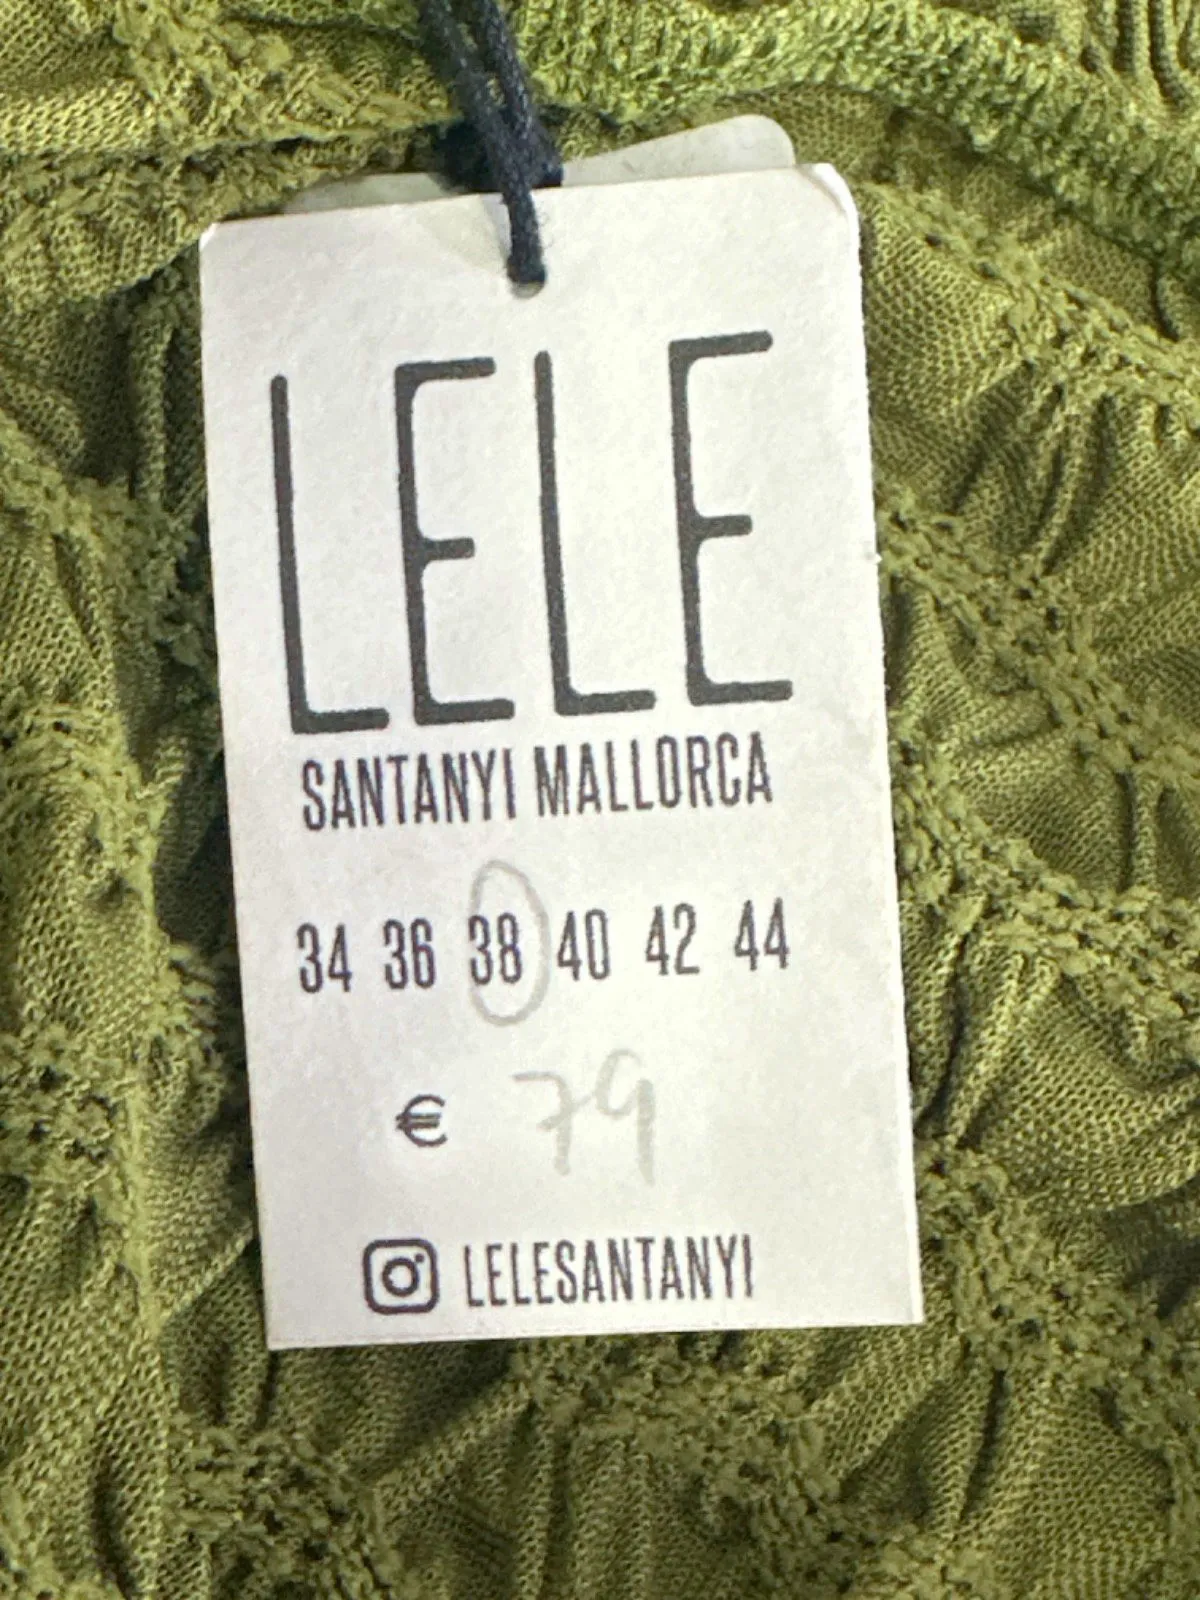 LELE
SANTANYI MALLORCA
34 36 38 40 42 44
€ 79
LELESANTANYI